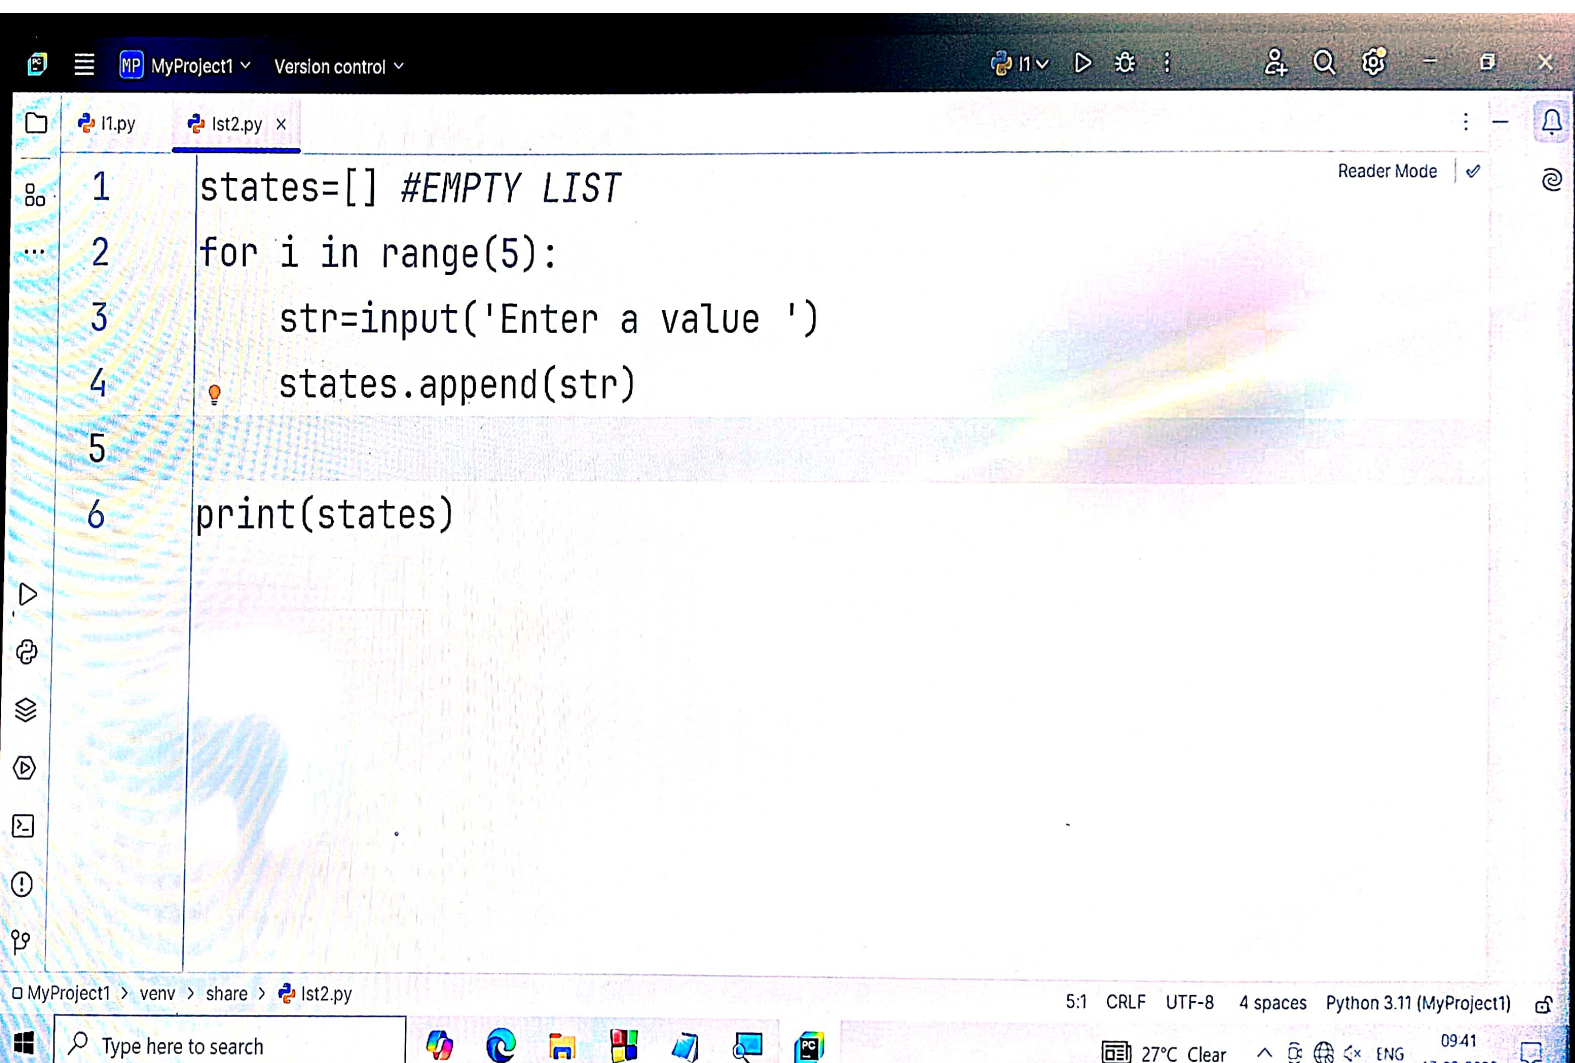 MP MyProject1 Version control l1
l1.py lst2.py
Reader Mode
1 states=[] #EMPTY LIST
2 for i in range(5):
3 str=input('Enter a value ')
4 states.append(str)
5
6 print(states)
MyProject1 > venv > share > lst2.py 5:1 CRLF UTF-8 4 spaces Python 3.11 (MyProject1)
Type here to search 27°C Clear ENG 09:41